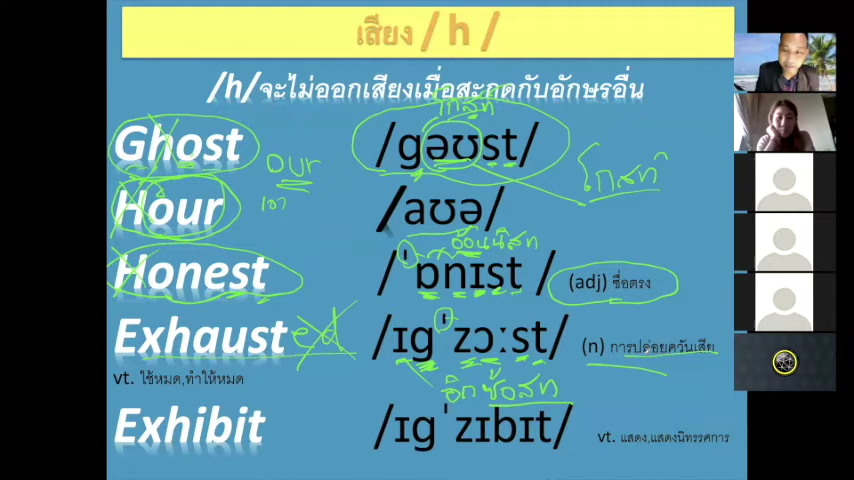 เสียง / h /
/h/จะไม่ออกเสียงเมื่อสะกดกับอักษรอื่น
โกสท
Ghost /gəʊst/
our โกสท
Hour /aʊə/
เอา
อ๊อนนิสท
Honest /ˈɒnɪst / (adj) ซื่อตรง
Exhaust ed /ɪgˈzɔːst/ (n) การปล่อยควันเสีย
vt. ใช้หมด,ทำให้หมด
อิกซ้อสท
Exhibit /ɪgˈzɪbɪt/ vt. แสดง,แสดงนิทรรศการ